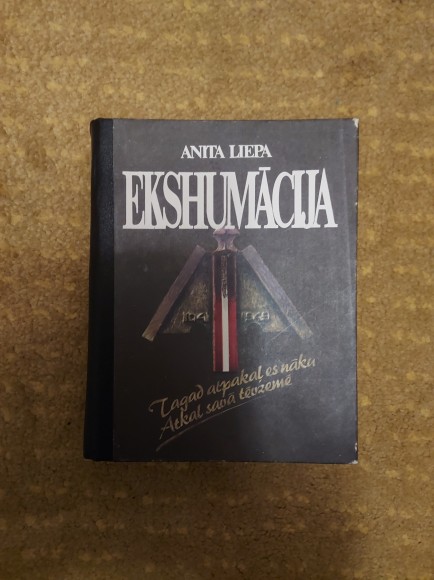 ANITA LIEPA
EKSHUMĀCIJA
Tagad atpakaļ es nāku
Atkal savā tēvzemē